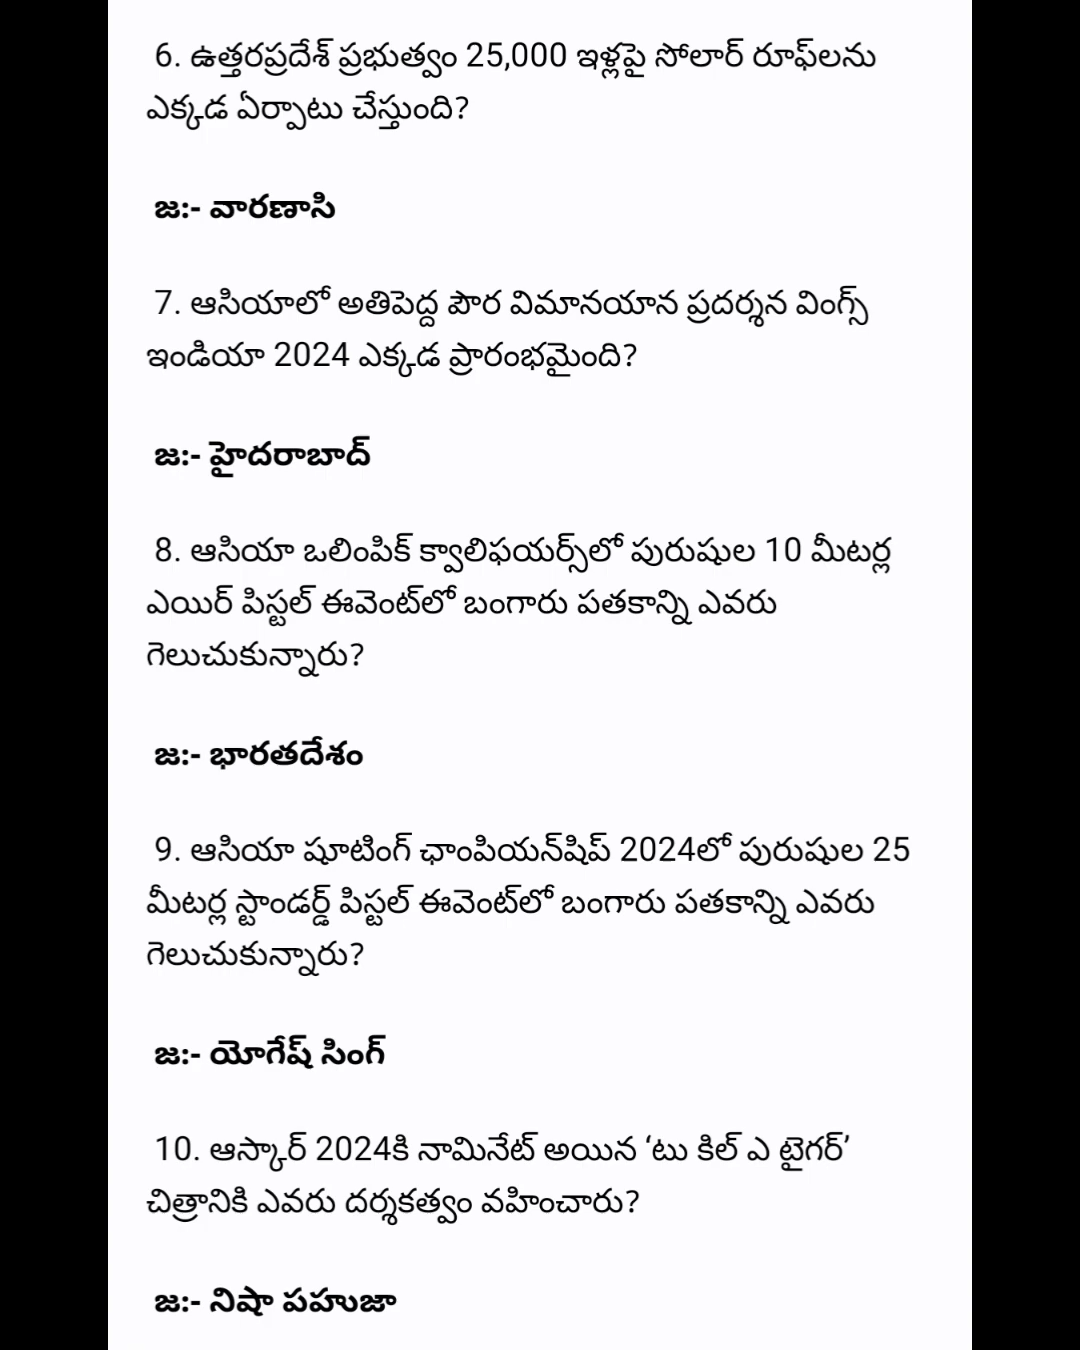 6. ఉత్తరప్రదేశ్ ప్రభుత్వం 25,000 ఇళ్లపై సోలార్ రూఫ్‌లను
ఎక్కడ ఏర్పాటు చేస్తుంది?
జ:- వారణాసి
7. ఆసియాలో అతిపెద్ద పౌర విమానయాన ప్రదర్శన వింగ్స్
ఇండియా 2024 ఎక్కడ ప్రారంభమైంది?
జ:- హైదరాబాద్
8. ఆసియా ఒలింపిక్ క్వాలిఫయర్స్‌లో పురుషుల 10 మీటర్ల
ఎయిర్ పిస్టల్ ఈవెంట్‌లో బంగారు పతకాన్ని ఎవరు
గెలుచుకున్నారు?
జ:- భారతదేశం
9. ఆసియా షూటింగ్ ఛాంపియన్‌షిప్ 2024లో పురుషుల 25
మీటర్ల స్టాండర్డ్ పిస్టల్ ఈవెంట్‌లో బంగారు పతకాన్ని ఎవరు
గెలుచుకున్నారు?
జ:- యోగేష్ సింగ్
10. ఆస్కార్ 2024కి నామినేట్ అయిన ‘టు కిల్ ఎ టైగర్’
చిత్రానికి ఎవరు దర్శకత్వం వహించారు?
జ:- నిషా పహుజా